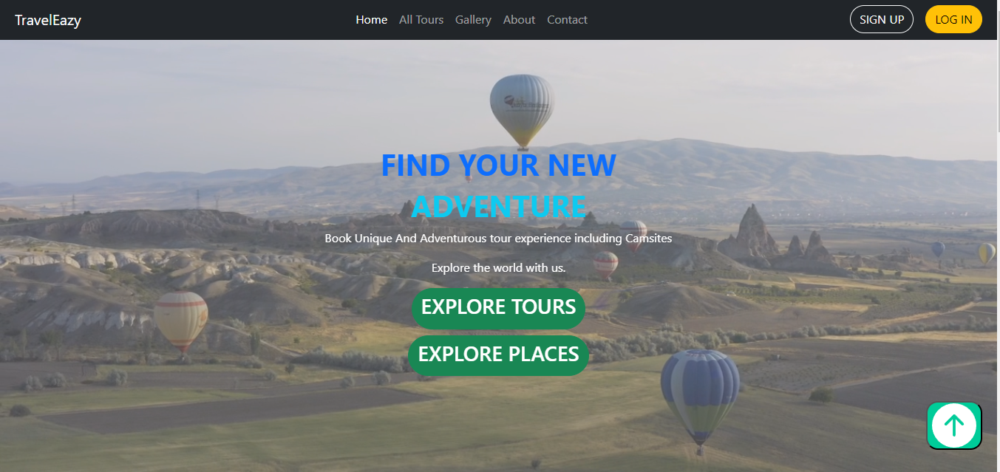 TravelEazy
Home All Tours Gallery About Contact
SIGN UP LOG IN
FIND YOUR NEW
ADVENTURE
Book Unique And Adventurous tour experience including Camsites
Explore the world with us.
EXPLORE TOURS
EXPLORE PLACES